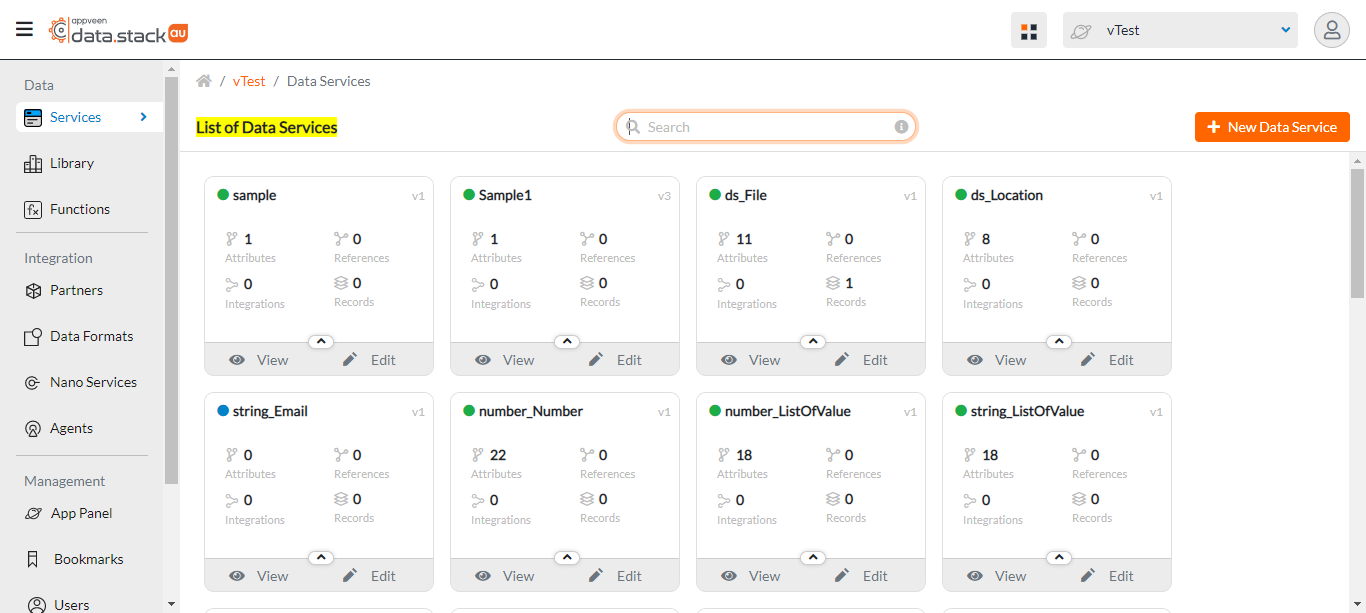 appveen
data.stack au
vTest
Data
Services
Library
Functions
Integration
Partners
Data Formats
Nano Services
Agents
Management
App Panel
Bookmarks
Users
/ vTest / Data Services
List of Data Services
Search
New Data Service
sample v1
1 0
Attributes References
0 0
Integrations Records
View Edit
Sample1 v3
1 0
Attributes References
0 0
Integrations Records
View Edit
ds_File v1
11 0
Attributes References
0 1
Integrations Records
View Edit
ds_Location v1
8 0
Attributes References
0 0
Integrations Records
View Edit
string_Email v1
0 0
Attributes References
0 0
Integrations Records
View Edit
number_Number v1
22 0
Attributes References
0 0
Integrations Records
View Edit
number_ListOfValue v1
18 0
Attributes References
0 0
Integrations Records
View Edit
string_ListOfValue v1
18 0
Attributes References
0 0
Integrations Records
View Edit